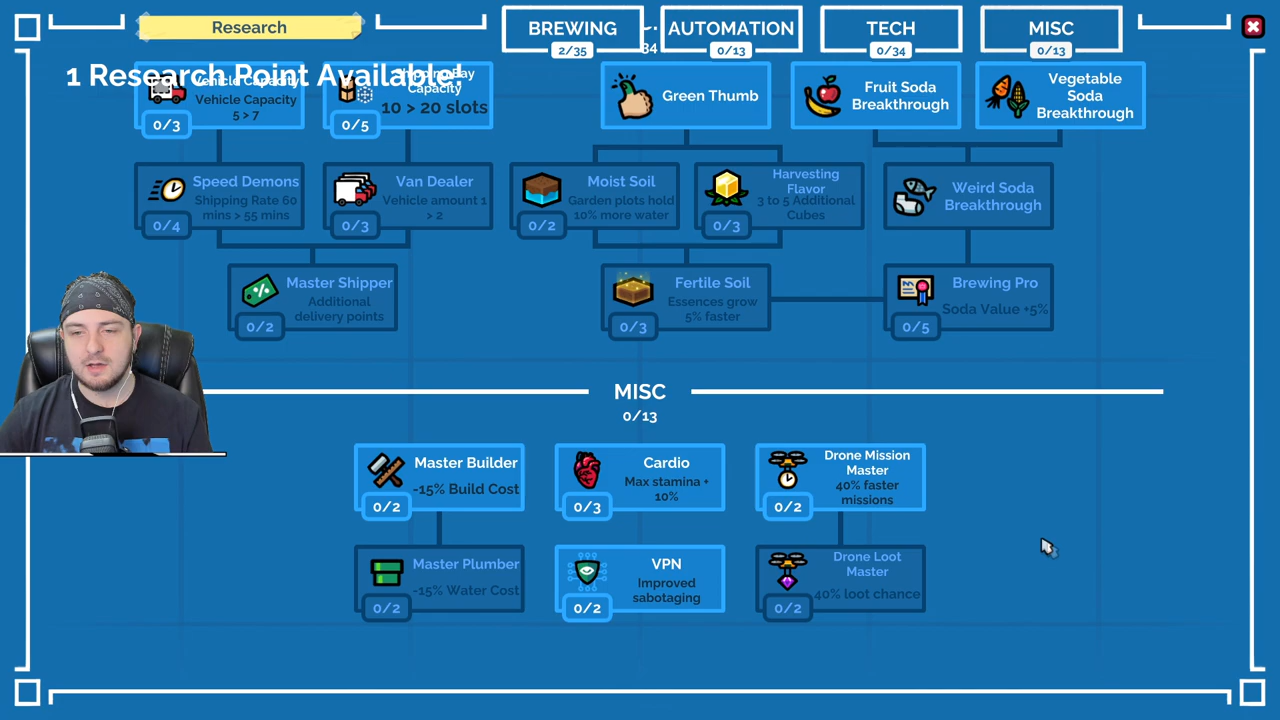 Research
BREWING
2/35
AUTOMATION
0/13
TECH
0/34
MISC
0/13
34
1 Research Point Available!
Vehicle Capacity
Vehicle Capacity
5 > 7
0/3
Shipping Bay
Capacity
10 > 20 slots
0/5
Green Thumb
Fruit Soda
Breakthrough
Vegetable
Soda
Breakthrough
Speed Demons
Shipping Rate 60
mins > 55 mins
0/4
Van Dealer
Vehicle amount 1
> 2
0/3
Moist Soil
Garden plots hold
10% more water
0/2
Harvesting
Flavor
3 to 5 Additional
Cubes
0/3
Weird Soda
Breakthrough
Master Shipper
Additional
delivery points
0/2
Fertile Soil
Essences grow
5% faster
0/3
Brewing Pro
Soda Value +5%
0/5
MISC
0/13
Master Builder
-15% Build Cost
0/2
Cardio
Max stamina +
10%
0/3
Drone Mission
Master
40% faster
missions
0/2
Master Plumber
-15% Water Cost
0/2
VPN
Improved
sabotaging
0/2
Drone Loot
Master
40% loot chance
0/2